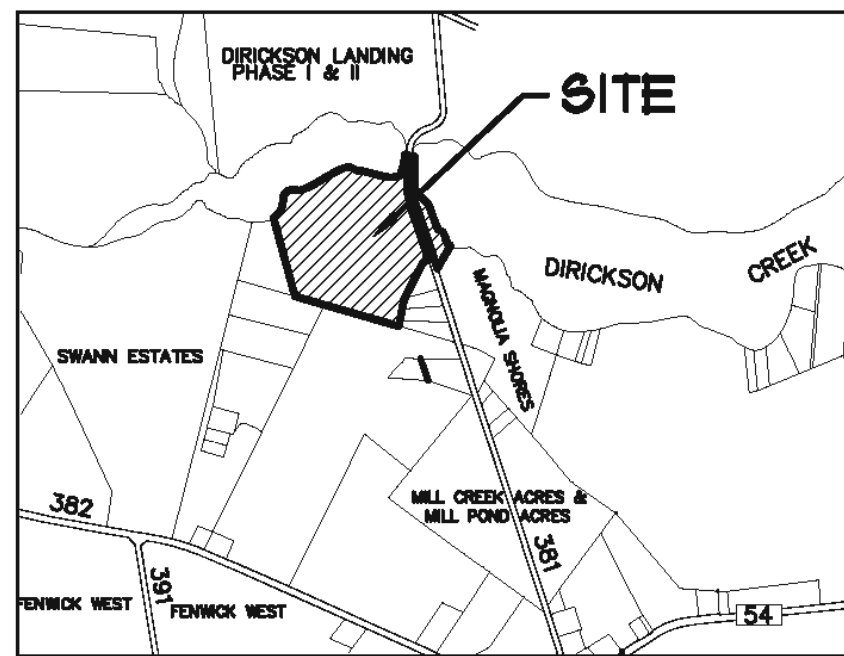 DIRICKSON LANDING
PHASE I & II
SITE
DIRICKSON CREEK
MAGNOLIA SHORES
SWANN ESTATES
MILL CREEK ACRES &
MILL POND ACRES
382
381
391
FENWICK WEST
FENWICK WEST
54